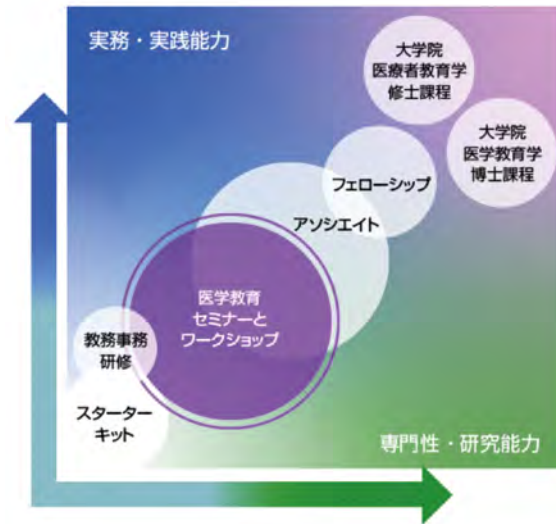 実務・実践能力
大学院
医療者教育学
修士課程
大学院
医学教育学
博士課程
フェローシップ
アソシエイト
医学教育
セミナーと
ワークショップ
教務事務
研修
スターター
キット
専門性・研究能力